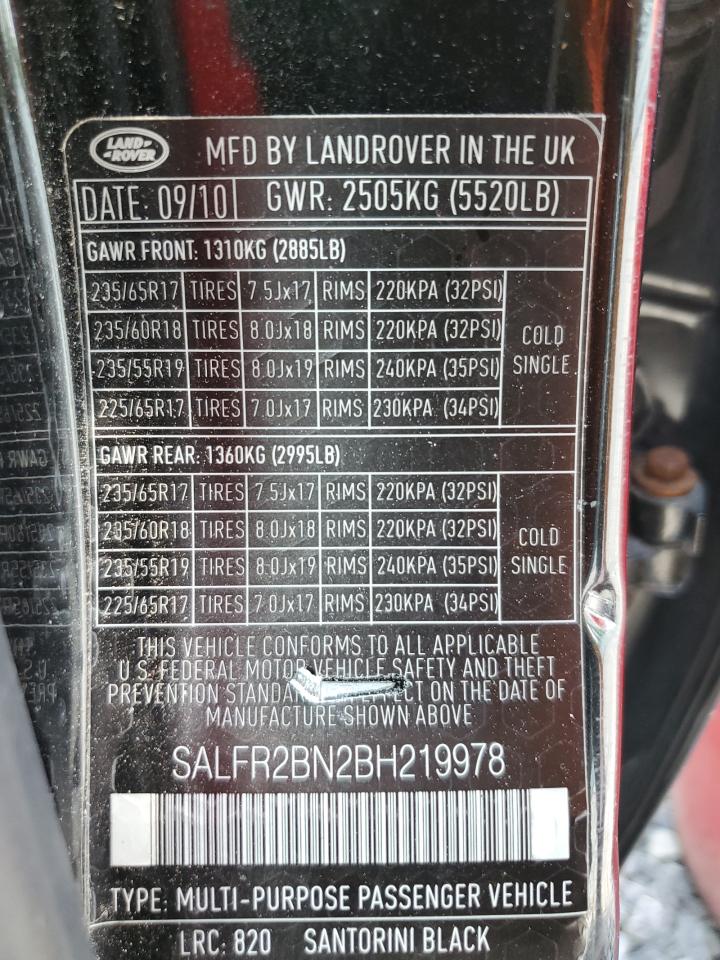 LAND ROVER MFD BY LANDROVER IN THE UK
DATE: 09/10 GWR: 2505KG (5520LB)
GAWR FRONT: 1310KG (2885LB)
235/65R17 TIRES 7.5Jx17 RIMS 220KPA (32PSI)
235/60R18 TIRES 8.0Jx18 RIMS 220KPA (32PSI)
235/55R19 TIRES 8.0Jx19 RIMS 240KPA (35PSI)
225/65R17 TIRES 7.0Jx17 RIMS 230KPA (34PSI)
COLD
SINGLE
GAWR REAR: 1360KG (2995LB)
235/65R17 TIRES 7.5Jx17 RIMS 220KPA (32PSI)
235/60R18 TIRES 8.0Jx18 RIMS 220KPA (32PSI)
235/55R19 TIRES 8.0Jx19 RIMS 240KPA (35PSI)
225/65R17 TIRES 7.0Jx17 RIMS 230KPA (34PSI)
COLD
SINGLE
THIS VEHICLE CONFORMS TO ALL APPLICABLE
U.S. FEDERAL MOTOR VEHICLE SAFETY AND THEFT
PREVENTION ON THE DATE OF
MANUFACTURE SHOWN ABOVE
SALFR2BN2BH219978
TYPE: MULTI-PURPOSE PASSENGER VEHICLE
LRC: 820 SANTORINI BLACK